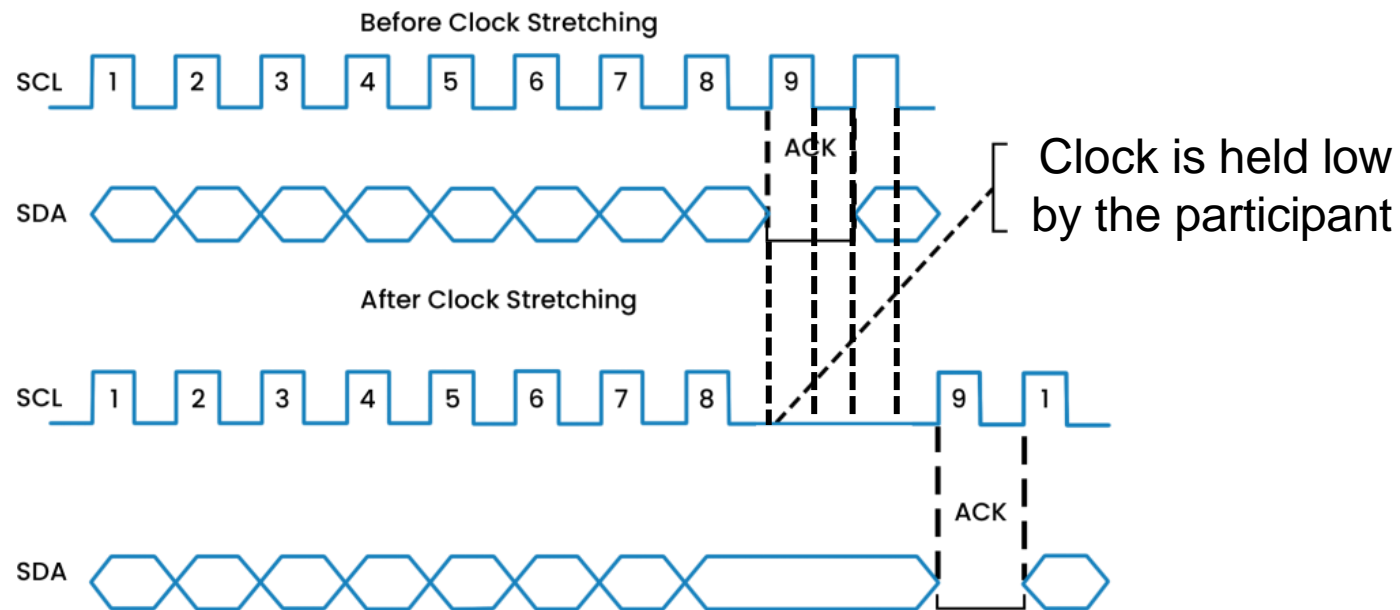 Before Clock Stretching
SCL 1 2 3 4 5 6 7 8 9
ACK
SDA
Clock is held low
by the participant
After Clock Stretching
SCL 1 2 3 4 5 6 7 8 9 1
ACK
SDA